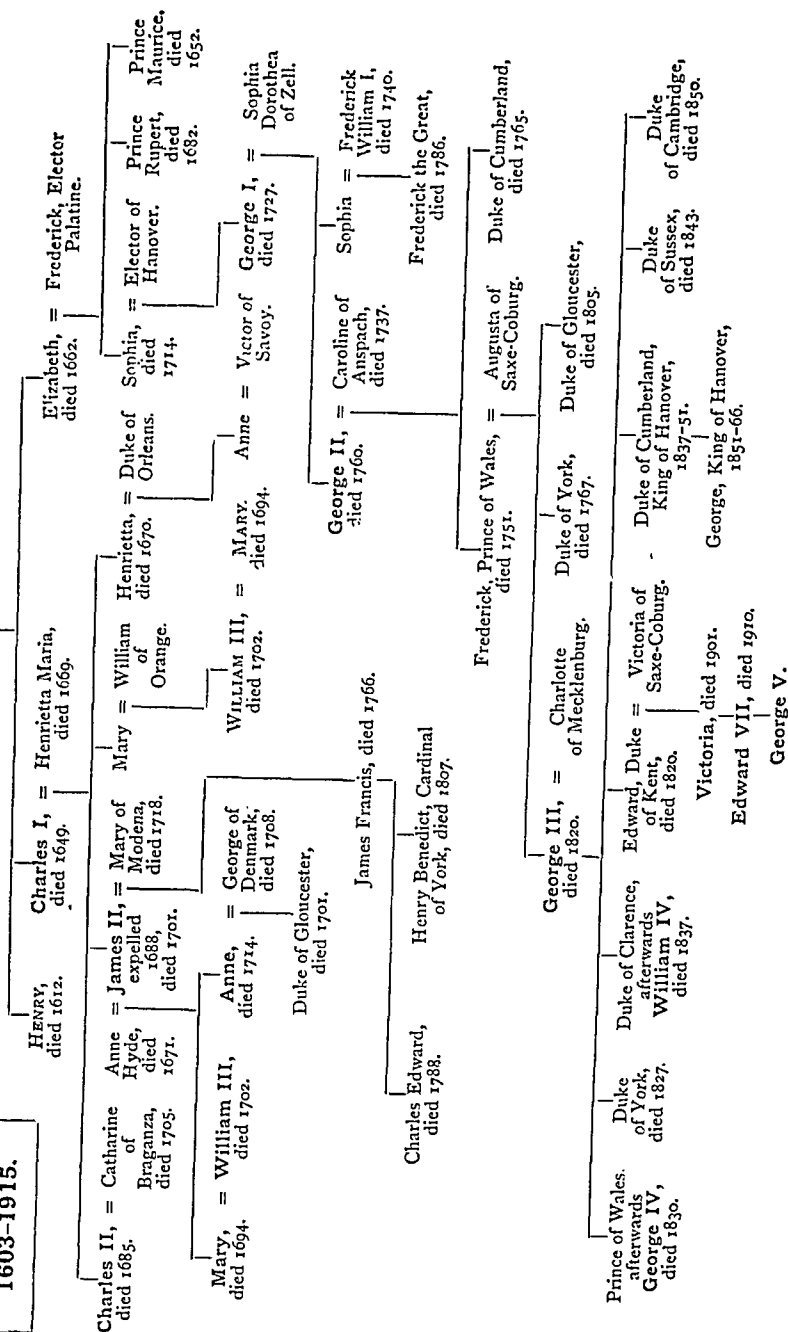 1603-1915.
HENRY,
died 1612.
Charles I,
died 1649.
=
Henrietta Maria,
died 1669.
Elizabeth,
died 1662.
=
Frederick, Elector
Palatine.
Charles II,
died 1685.
=
Catharine
of
Braganza,
died 1705.
Anne
Hyde,
died
1671.
=
James II,
expelled
1688,
died 1701.
=
Mary of
Modena,
died 1718.
Mary
=
William
of
Orange.
Henrietta,
died 1670.
=
Duke of
Orleans.
Sophia,
died
1714.
=
Elector of
Hanover.
Prince
Rupert,
died
1682.
Prince
Maurice,
died
1652.
Mary,
died 1694.
=
William III,
died 1702.
Anne,
died 1714.
=
George of
Denmark,
died 1708.
WILLIAM III,
died 1702.
=
MARY.
died 1694.
Anne
=
Victor of
Savoy.
George I,
died 1727.
=
Sophia
Dorothea
of Zell.
Duke of Gloucester,
died 1701.
George II,
died 1760.
=
Caroline of
Anspach,
died 1737.
Sophia
=
Frederick
William I,
died 1740.
James Francis, died 1766.
Frederick the Great,
died 1786.
Charles Edward,
died 1788.
Henry Benedict, Cardinal
of York, died 1807.
Frederick, Prince of Wales,
died 1751.
=
Augusta of
Saxe-Coburg.
Duke of Cumberland,
died 1765.
George III,
died 1820.
=
Charlotte
of Mecklenburg.
Duke of York,
died 1767.
Duke of Gloucester,
died 1805.
Prince of Wales.
afterwards
George IV,
died 1830.
Duke
of York,
died 1827.
Duke of Clarence,
afterwards
William IV,
died 1837.
Edward, Duke
of Kent,
died 1820.
=
Victoria of
Saxe-Coburg.
Duke of Cumberland,
King of Hanover,
1837-51.
Duke
of Sussex,
died 1843.
Duke
of Cambridge,
died 1850.
Victoria, died 1901.
George, King of Hanover,
1851-66.
Edward VII, died 1910.
George V.